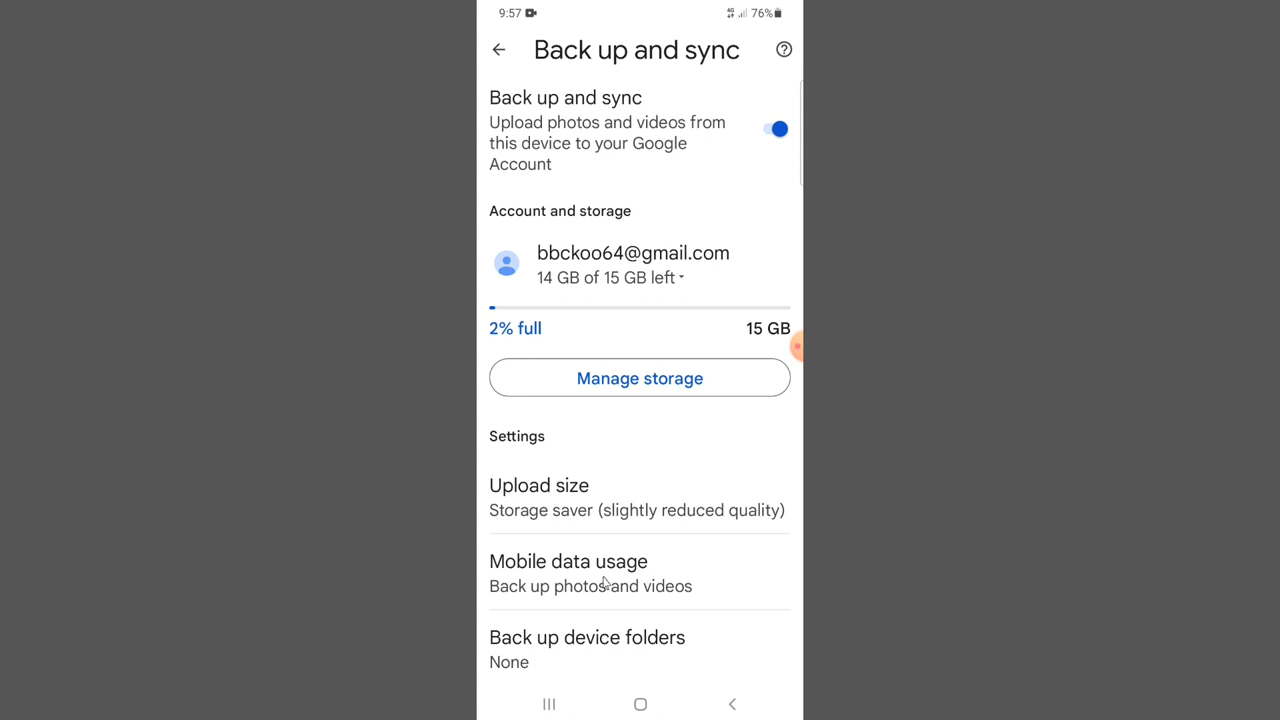 9:57 76%
Back up and sync
Back up and sync
Upload photos and videos from
this device to your Google
Account
Account and storage
bbckoo64@gmail.com
14 GB of 15 GB left
2% full 15 GB
Manage storage
Settings
Upload size
Storage saver (slightly reduced quality)
Mobile data usage
Back up photos and videos
Back up device folders
None